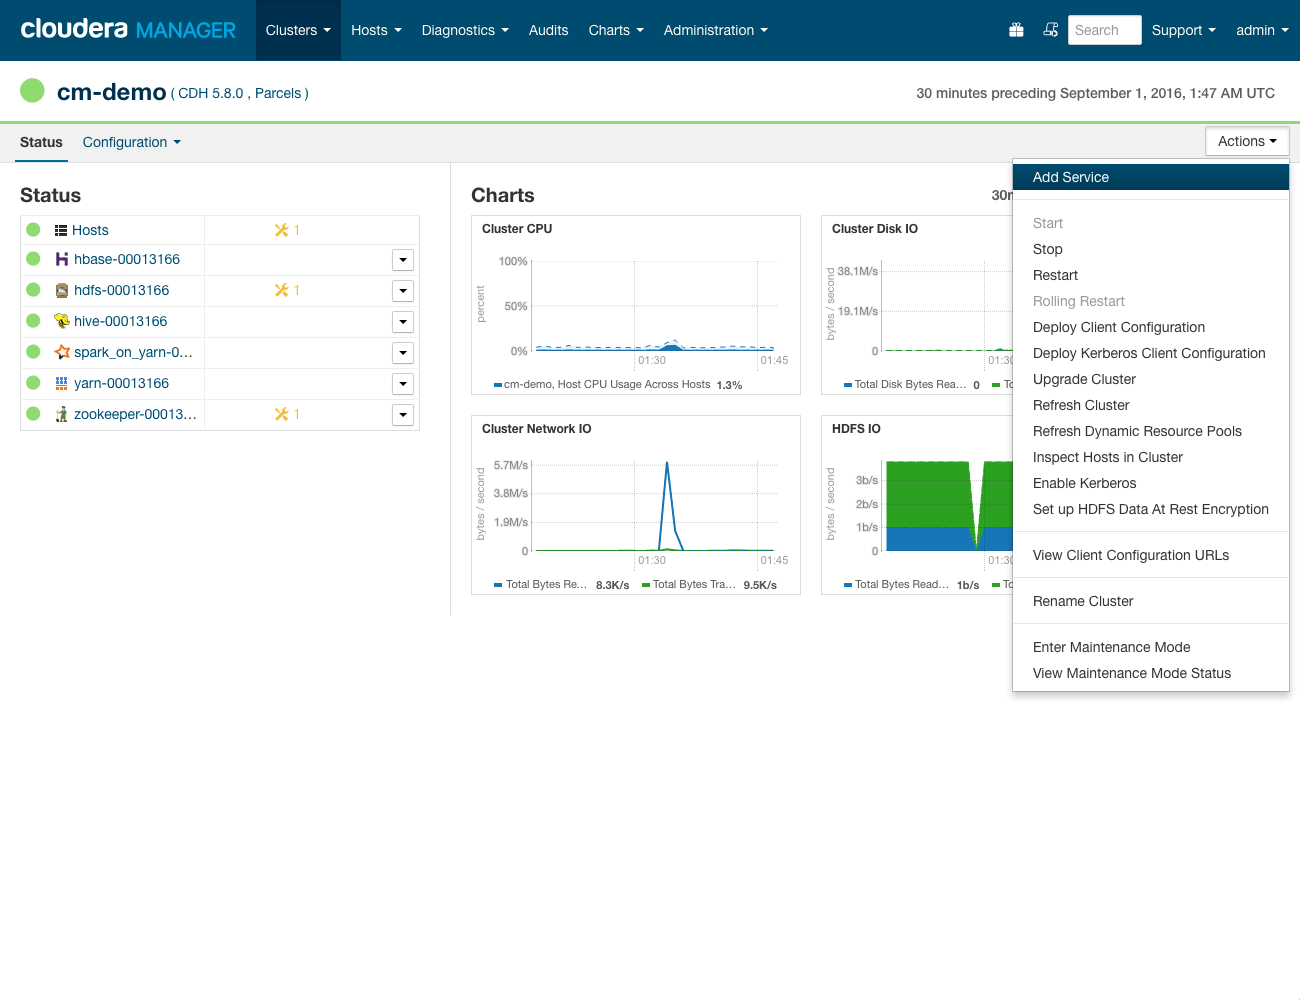 cloudera MANAGER Clusters Hosts Diagnostics Audits Charts Administration Search Support admin
cm-demo ( CDH 5.8.0 , Parcels ) 30 minutes preceding September 1, 2016, 1:47 AM UTC
Status Configuration Actions
Status
Hosts 1
hbase-00013166
hdfs-00013166 1
hive-00013166
spark_on_yarn-0...
yarn-00013166
zookeeper-00013... 1
Charts
Cluster CPU
percent
100%
50%
0%
01:30 01:45
cm-demo, Host CPU Usage Across Hosts 1.3%
Cluster Disk IO
bytes / second
38.1M/s
19.1M/s
0
Total Disk Bytes Rea... 0
Cluster Network IO
bytes / second
5.7M/s
3.8M/s
1.9M/s
0
01:30 01:45
Total Bytes Re... 8.3K/s Total Bytes Tra... 9.5K/s
HDFS IO
bytes / second
3b/s
2b/s
1b/s
0
Total Bytes Read... 1b/s
Add Service
Start
Stop
Restart
Rolling Restart
Deploy Client Configuration
Deploy Kerberos Client Configuration
Upgrade Cluster
Refresh Cluster
Refresh Dynamic Resource Pools
Inspect Hosts in Cluster
Enable Kerberos
Set up HDFS Data At Rest Encryption
View Client Configuration URLs
Rename Cluster
Enter Maintenance Mode
View Maintenance Mode Status